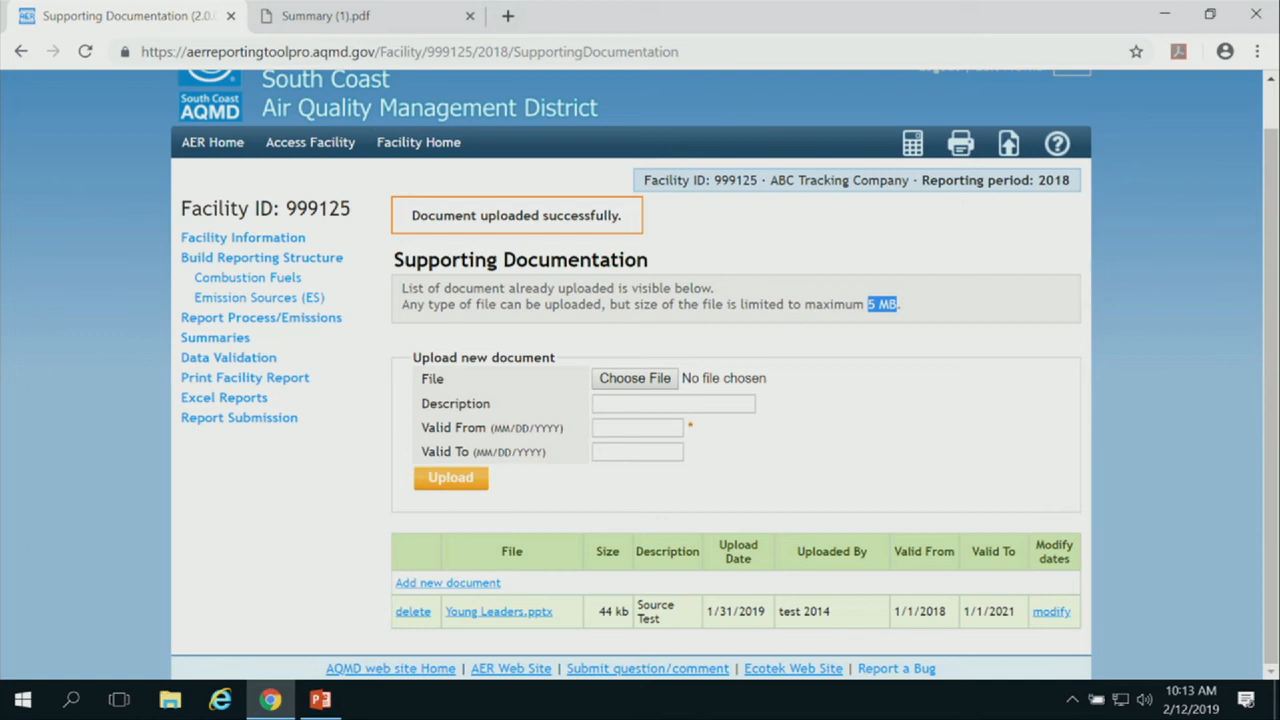 Supporting Documentation (2.0.
Summary (1).pdf
https://aerreportingtoolpro.aqmd.gov/Facility/999125/2018/SupportingDocumentation
South Coast
AQMD
South Coast
Air Quality Management District
AER Home Access Facility Facility Home
Facility ID: 999125 · ABC Tracking Company · Reporting period: 2018
Facility ID: 999125
Facility Information
Build Reporting Structure
Combustion Fuels
Emission Sources (ES)
Report Process/Emissions
Summaries
Data Validation
Print Facility Report
Excel Reports
Report Submission
Document uploaded successfully.
Supporting Documentation
List of document already uploaded is visible below.
Any type of file can be uploaded, but size of the file is limited to maximum 5 MB.
Upload new document
File Choose File No file chosen
Description
Valid From (MM/DD/YYYY) *
Valid To (MM/DD/YYYY)
Upload
File Size Description Upload Date Uploaded By Valid From Valid To Modify dates
Add new document
delete Young Leaders.pptx 44 kb Source Test 1/31/2019 test 2014 1/1/2018 1/1/2021 modify
AQMD web site Home | AER Web Site | Submit question/comment | Ecotek Web Site | Report a Bug
10:13 AM
2/12/2019